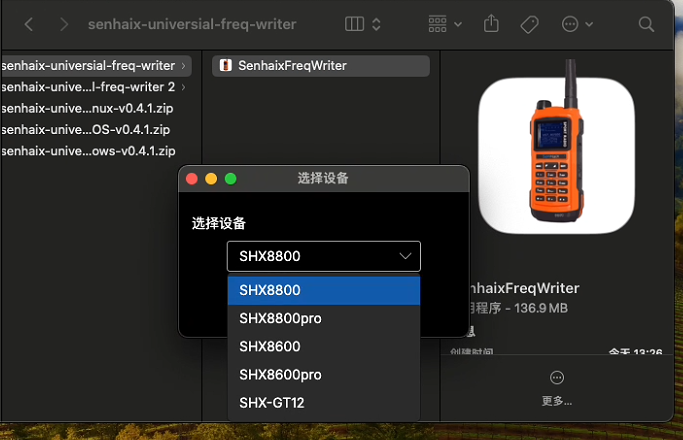 senhaix-universial-freq-writer
senhaix-universial-freq-writer
senhaix-unive...l-freq-writer 2
senhaix-unive...nux-v0.4.1.zip
senhaix-unive...OS-v0.4.1.zip
senhaix-unive...ows-v0.4.1.zip
SenhaixFreqWriter
选择设备
选择设备
SHX8800
SHX8800
SHX8800pro
SHX8600
SHX8600pro
SHX-GT12
nhaixFreqWriter
用程序 - 136.9 MB
息
创建时间 今天 13:26
更多...